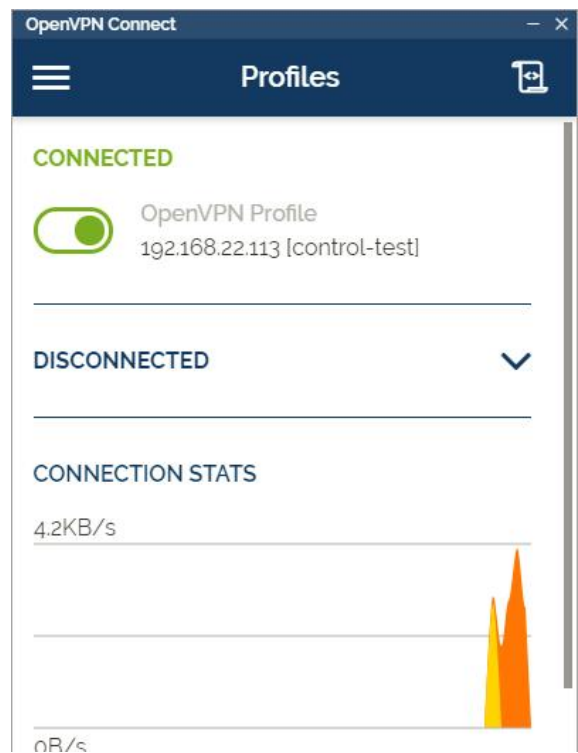 OpenVPN Connect
Profiles
CONNECTED
OpenVPN Profile
192.168.22.113 [control-test]
DISCONNECTED
CONNECTION STATS
4.2KB/s
0B/s